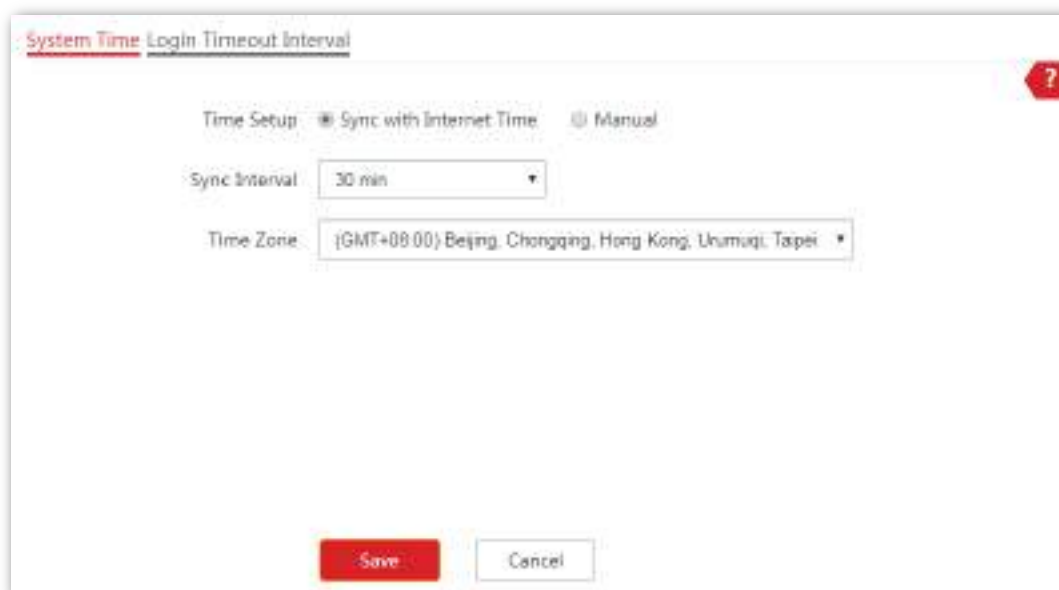 System Time Login Timeout Interval
?
Time Setup Sync with Internet Time Manual
Sync Interval 30 min
Time Zone (GMT+08:00) Beijing, Chongqing, Hong Kong, Urumuqi, Taipei
Save Cancel